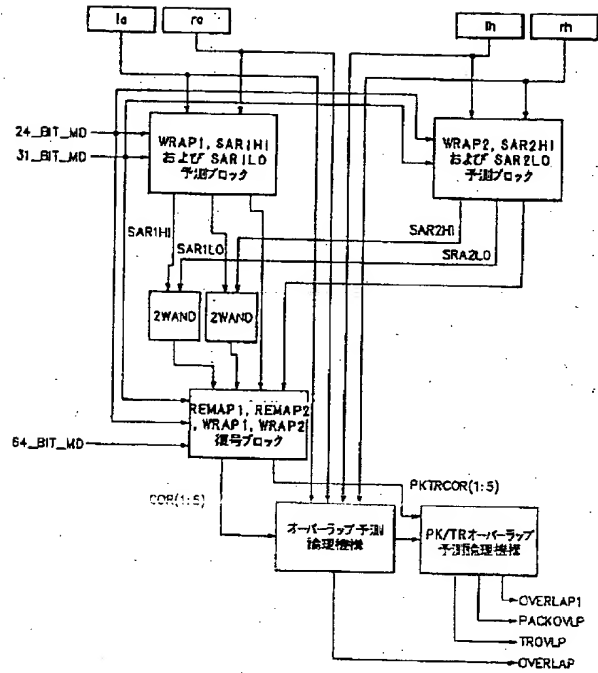 la
ra
lh
rh
24_BIT_MD
31_BIT_MD
WRAP1, SAR1HI
および SAR1LO
予測ブロック
WRAP2, SAR2HI
および SAR2LO
予測ブロック
SAR1HI
SAR1LO
SAR2HI
SRA2LO
2WAND
2WAND
REMAP1, REMAP2
, WRAP1, WRAP2
復号ブロック
64_BIT_MD
COR(1:5)
PKTRCOR(1:5)
オーバーラップ予測
論理機構
PK/TRオーバーラップ
予測論理機構
OVERLAP1
PACKOVLP
TROVLP
OVERLAP